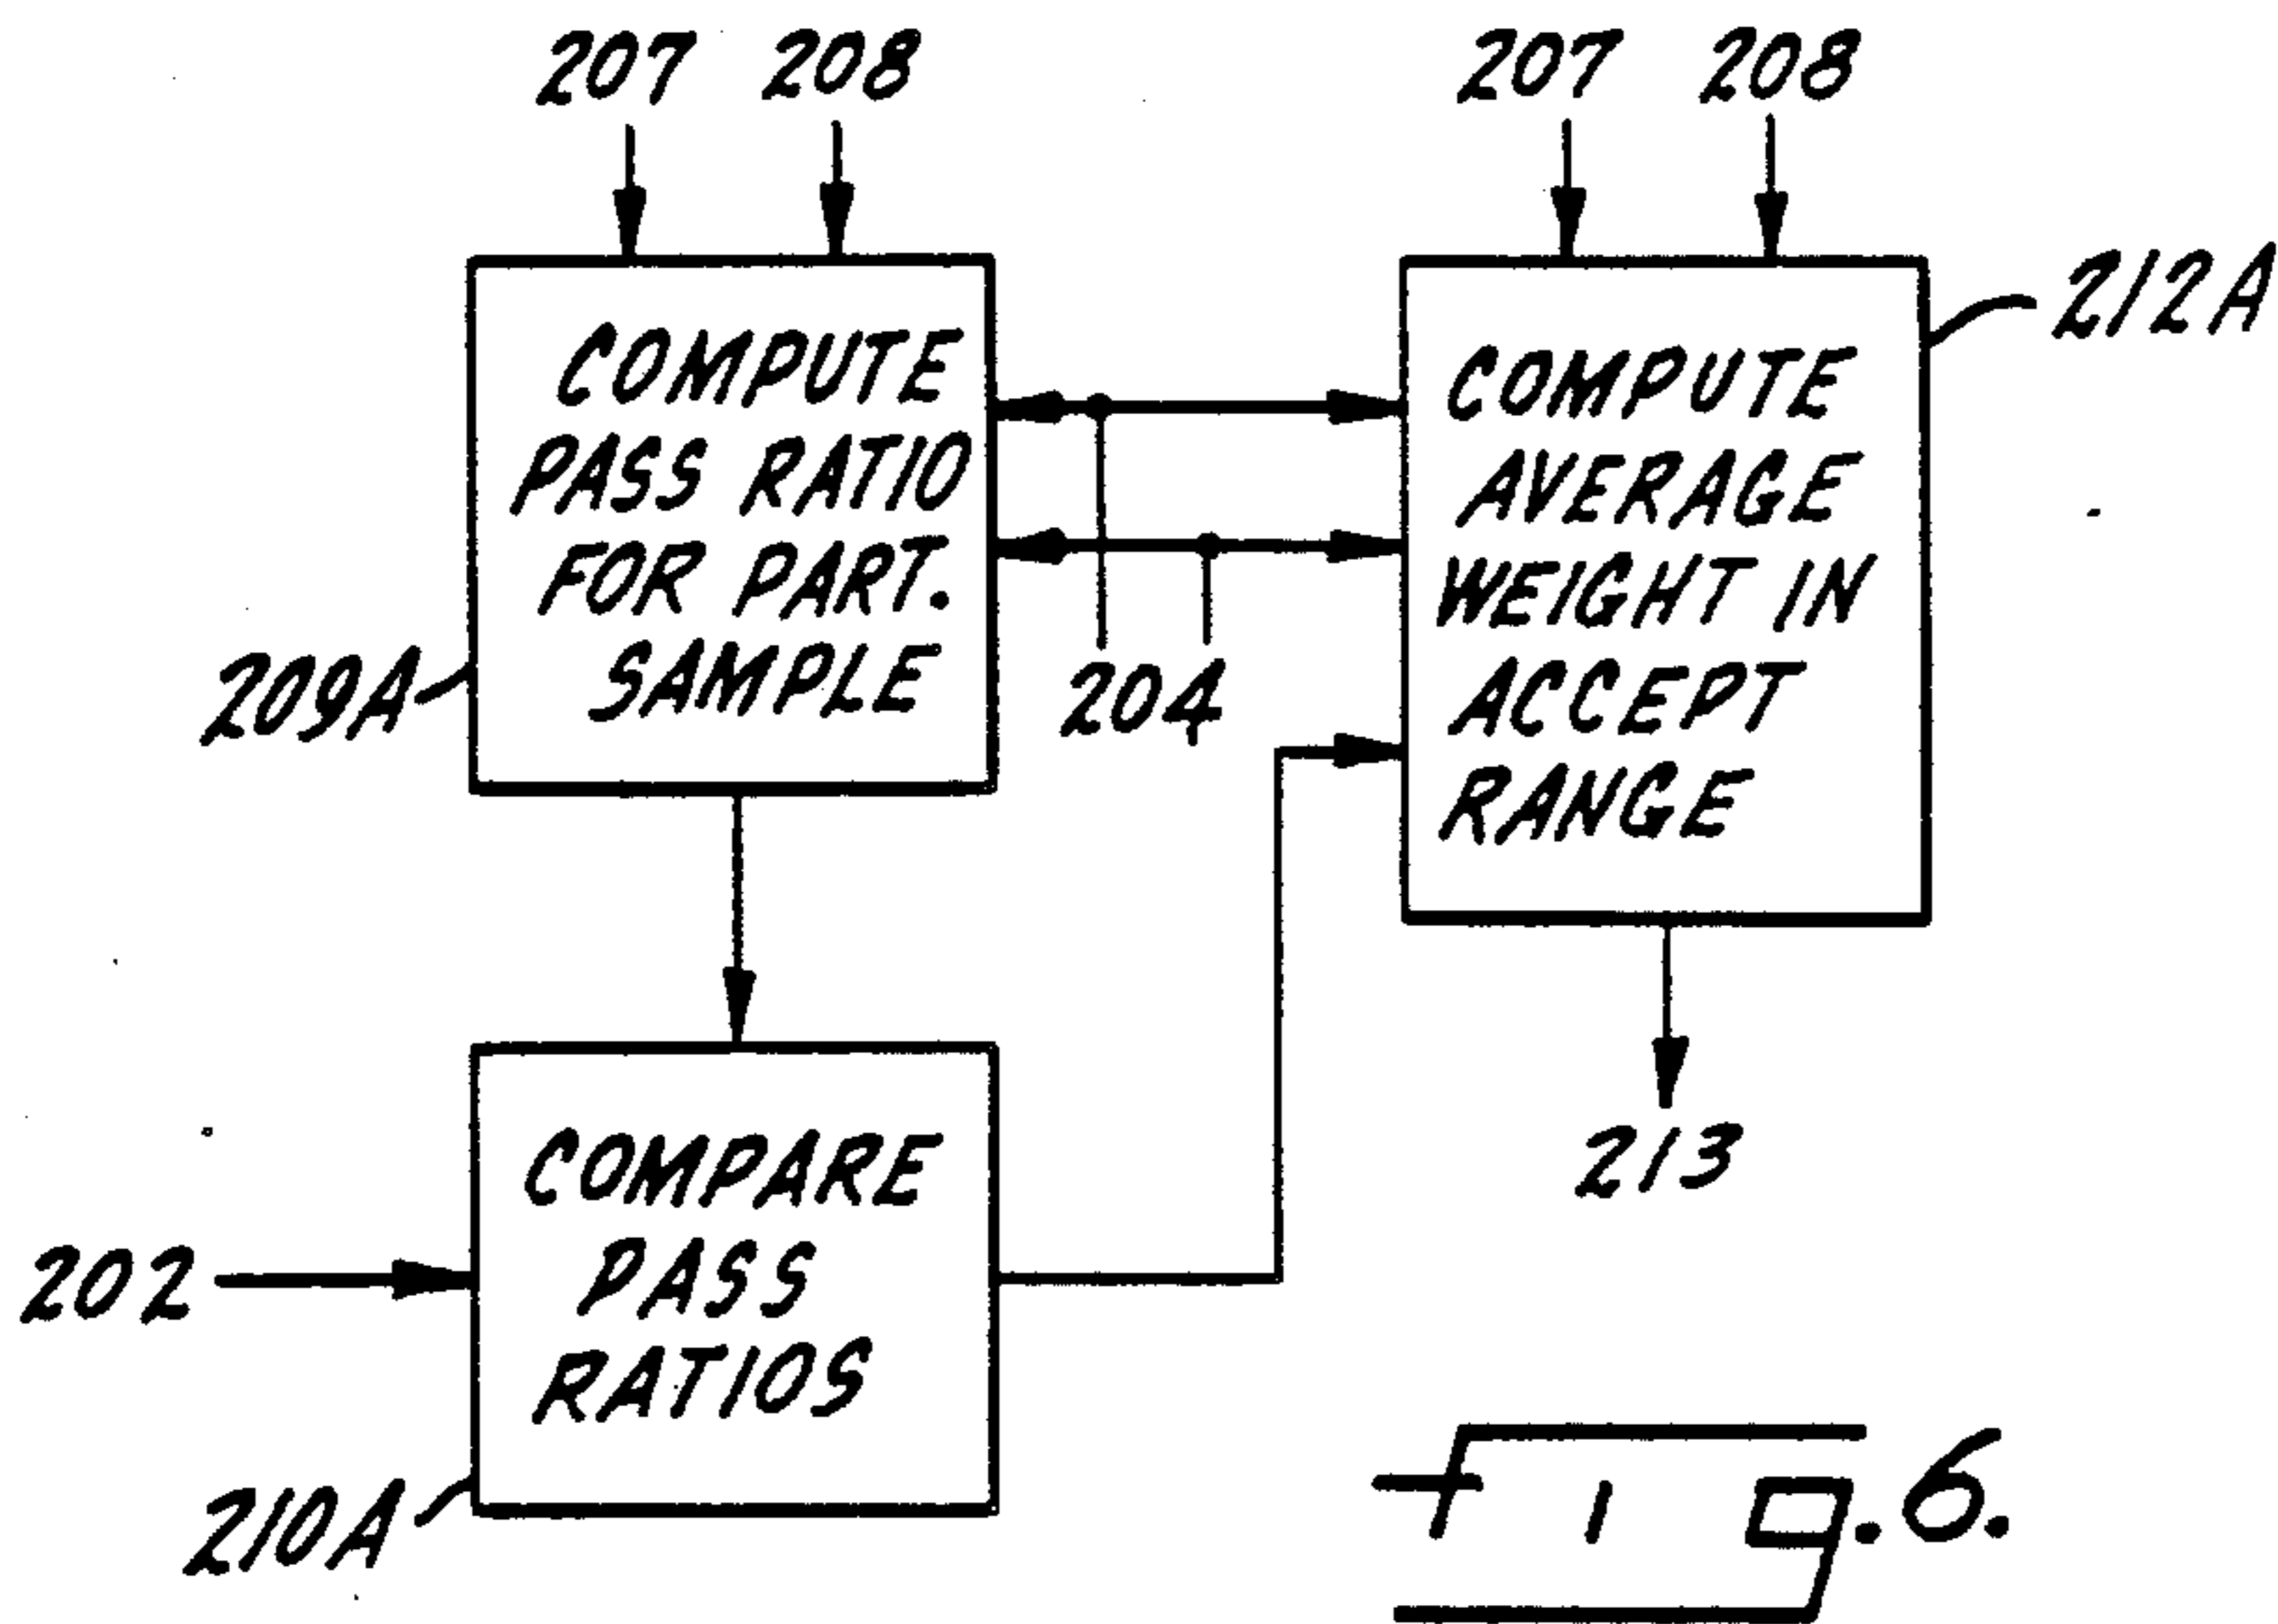 207 208
207 208
COMPUTE
PASS RATIO
FOR PART.
SAMPLE
209A
204
COMPUTE
AVERAGE
WEIGHT IN
ACCEPT
RANGE
212A
213
202
COMPARE
PASS
RATIOS
210A
Fig. 6.